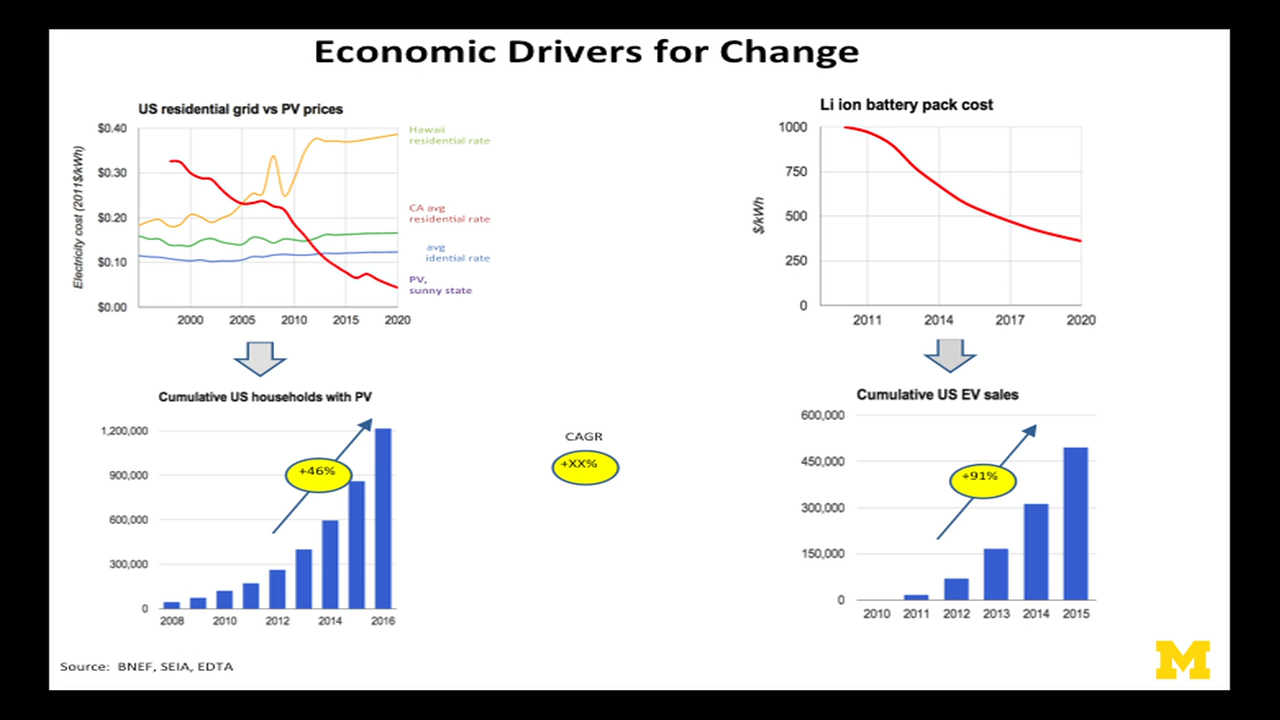 Economic Drivers for Change
US residential grid vs PV prices
$0.40
$0.30
$0.20
$0.10
$0.00
Electricity cost (2011$/kWh)
2000 2005 2010 2015 2020
Hawaii
residential rate
CA avg
residential rate
avg
idential rate
PV,
sunny state
Li ion battery pack cost
1000
750
500
250
0
$/kWh
2011 2014 2017 2020
Cumulative US households with PV
1,200,000
900,000
600,000
300,000
0
+46%
2008 2010 2012 2014 2016
CAGR
+XX%
Cumulative US EV sales
600,000
450,000
300,000
150,000
0
+91%
2010 2011 2012 2013 2014 2015
Source: BNEF, SEIA, EDTA
M